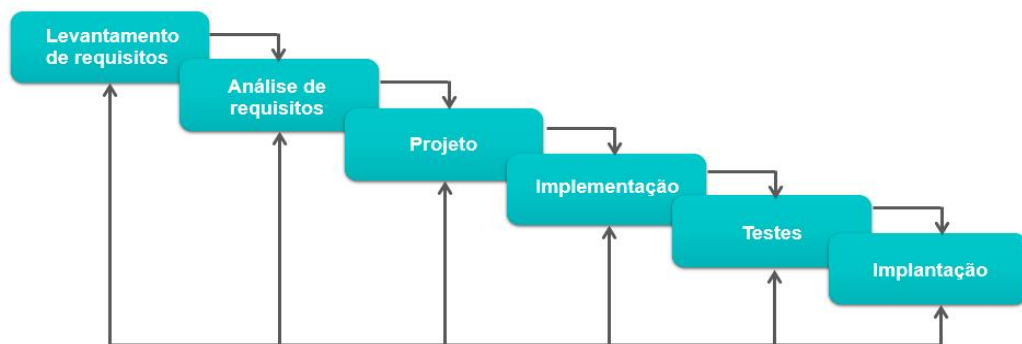 Levantamento
de requisitos
Análise de
requisitos
Projeto
Implementação
Testes
Implantação